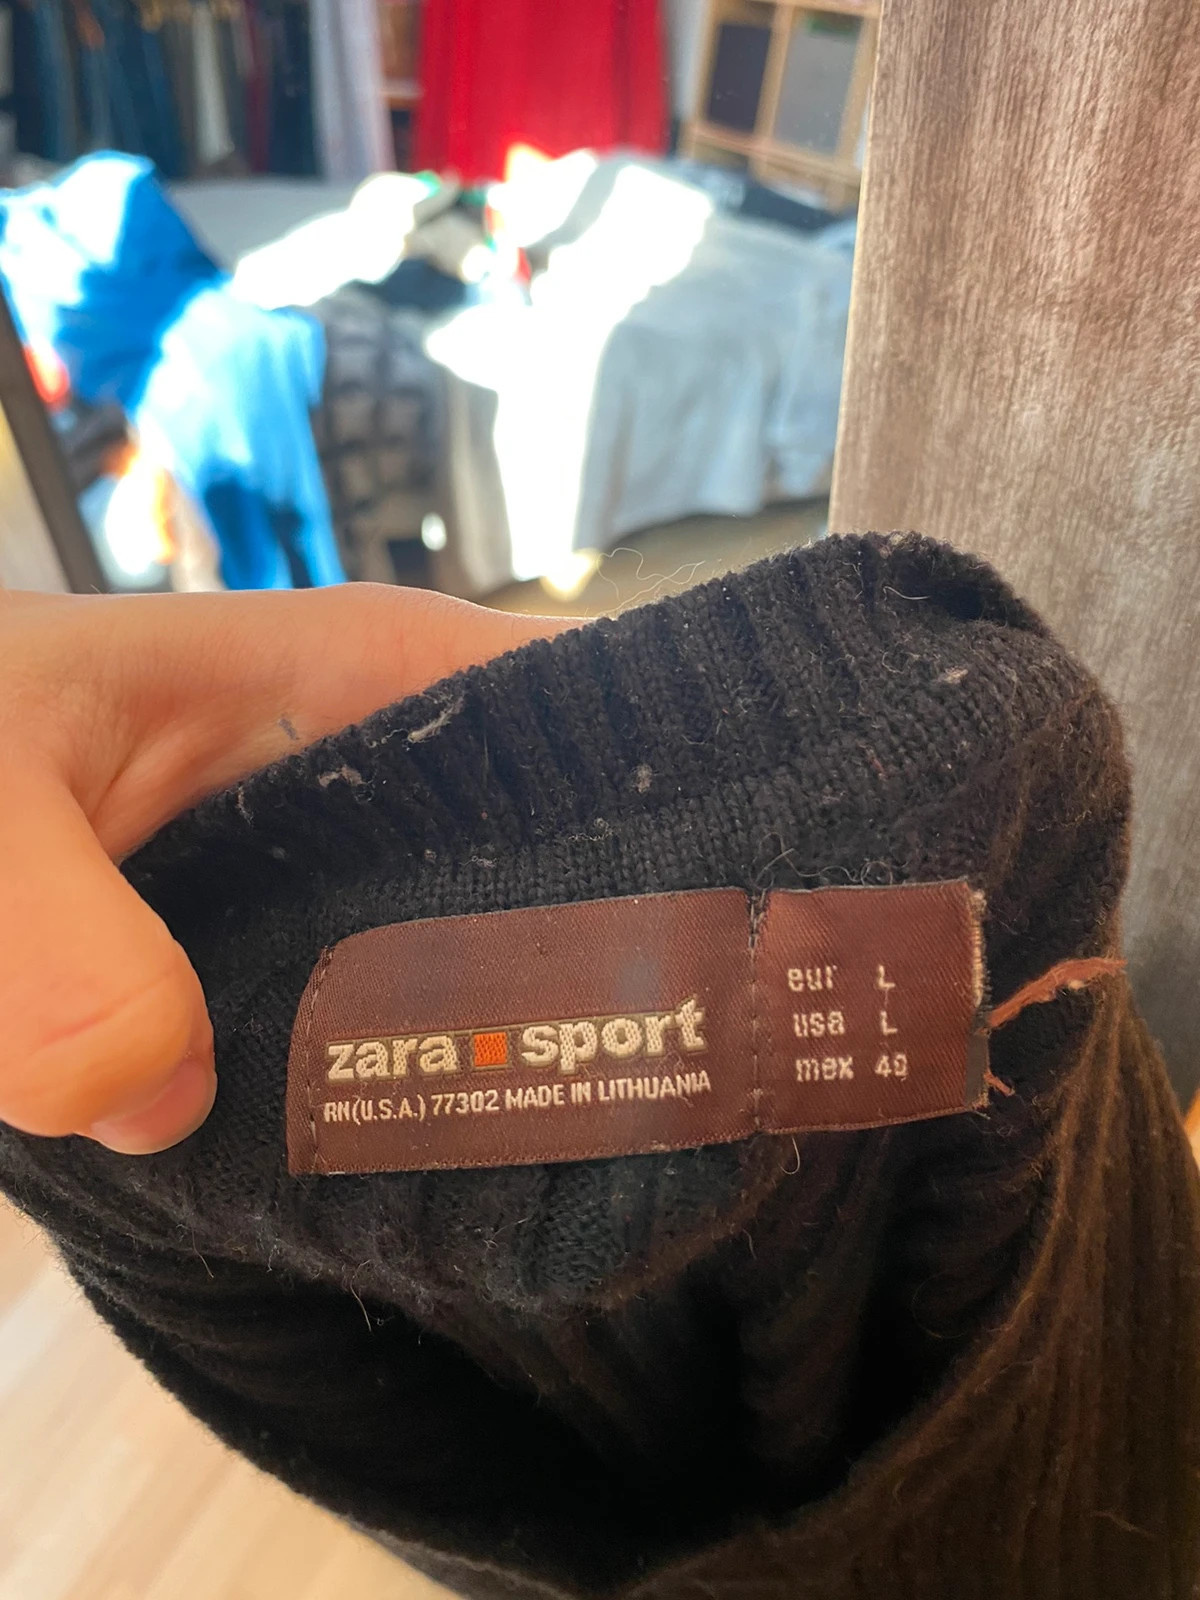 zara sport
RN(U.S.A.) 77302 MADE IN LITHUANIA
eur L
usa L
mex 40